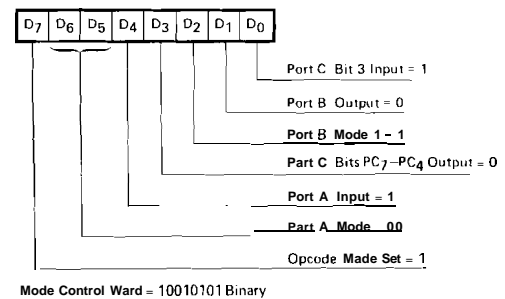 D7 D6 D5 D4 D3 D2 D1 D0
Port C Bit 3 Input = 1
Port B Output = 0
Port B Mode 1 - 1
Part C Bits PC7-PC4 Output = 0
Port A Input = 1
Part A Mode 00
Opcode Made Set = 1
Mode Control Ward = 10010101 Binary